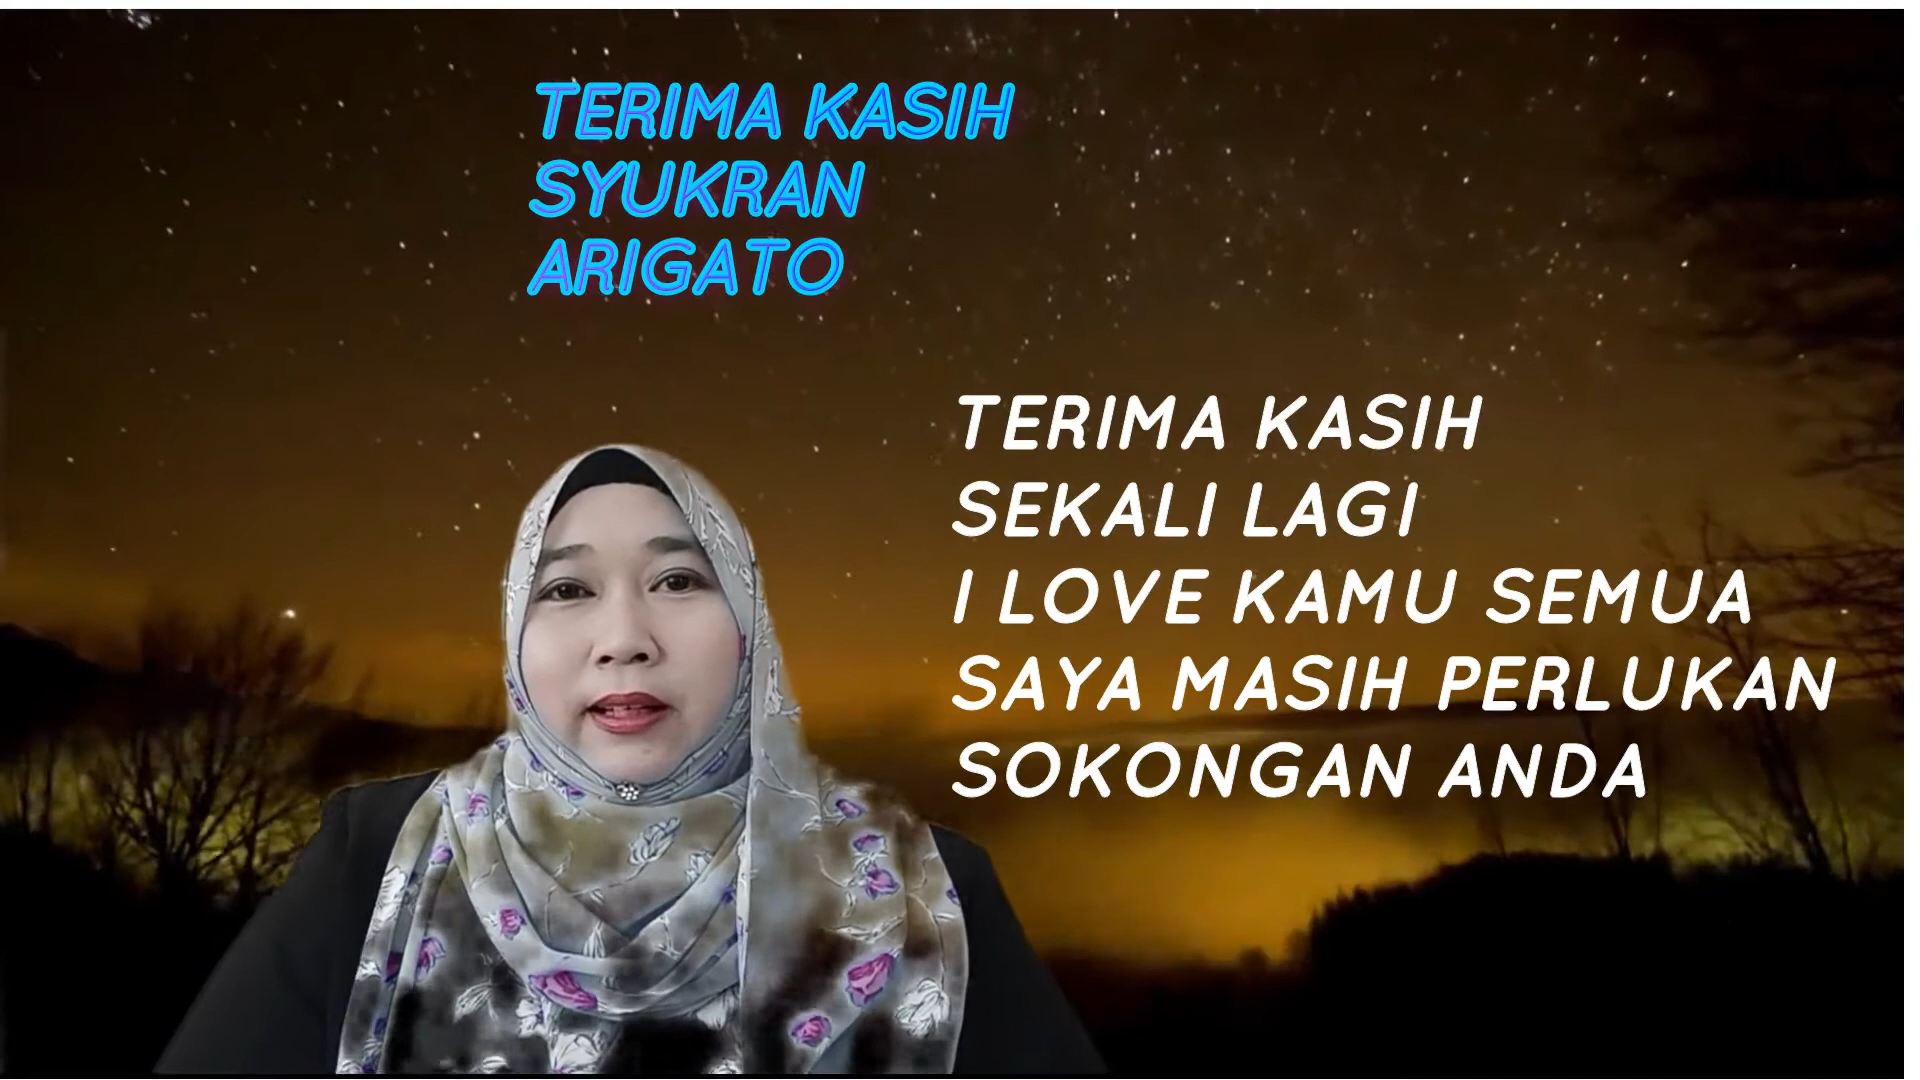 TERIMA KASIH
SYUKRAN
ARIGATO
TERIMA KASIH
SEKALI LAGI
I LOVE KAMU SEMUA
SAYA MASIH PERLUKAN
SOKONGAN ANDA